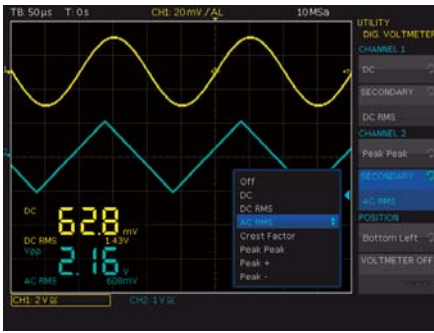 TB: 50µs T: 0s CH1: 20mV / AL 10MSa
UTILITY
DIG. VOLTMETER
CHANNEL 1
DC
SECONDARY
DC RMS
CHANNEL 2
Peak Peak
SECONDARY
AC RMS
POSITION
Bottom Left
VOLTMETER OFF
Off
DC
DC RMS
AC RMS
Crest Factor
Peak Peak
Peak +
Peak -
DC 62.8 mV
DC RMS 1.43V
Vpp 2.16 V
AC RMS 608mV
CH1: 2 V CH2: 1 V